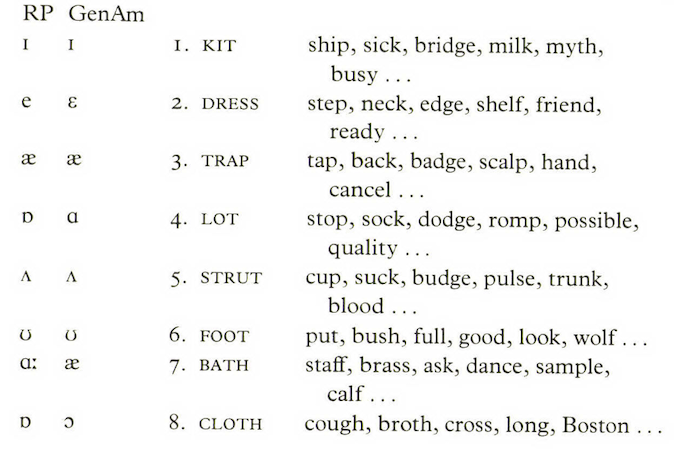 RP GenAm
ɪ ɪ 1. KIT ship, sick, bridge, milk, myth,
busy . . .
e ɛ 2. DRESS step, neck, edge, shelf, friend,
ready . . .
æ æ 3. TRAP tap, back, badge, scalp, hand,
cancel . . .
ɒ ɑ 4. LOT stop, sock, dodge, romp, possible,
quality . . .
ʌ ʌ 5. STRUT cup, suck, budge, pulse, trunk,
blood . . .
ʊ ʊ 6. FOOT put, bush, full, good, look, wolf . . .
ɑː æ 7. BATH staff, brass, ask, dance, sample,
calf . . .
ɒ ɔ 8. CLOTH cough, broth, cross, long, Boston . . .